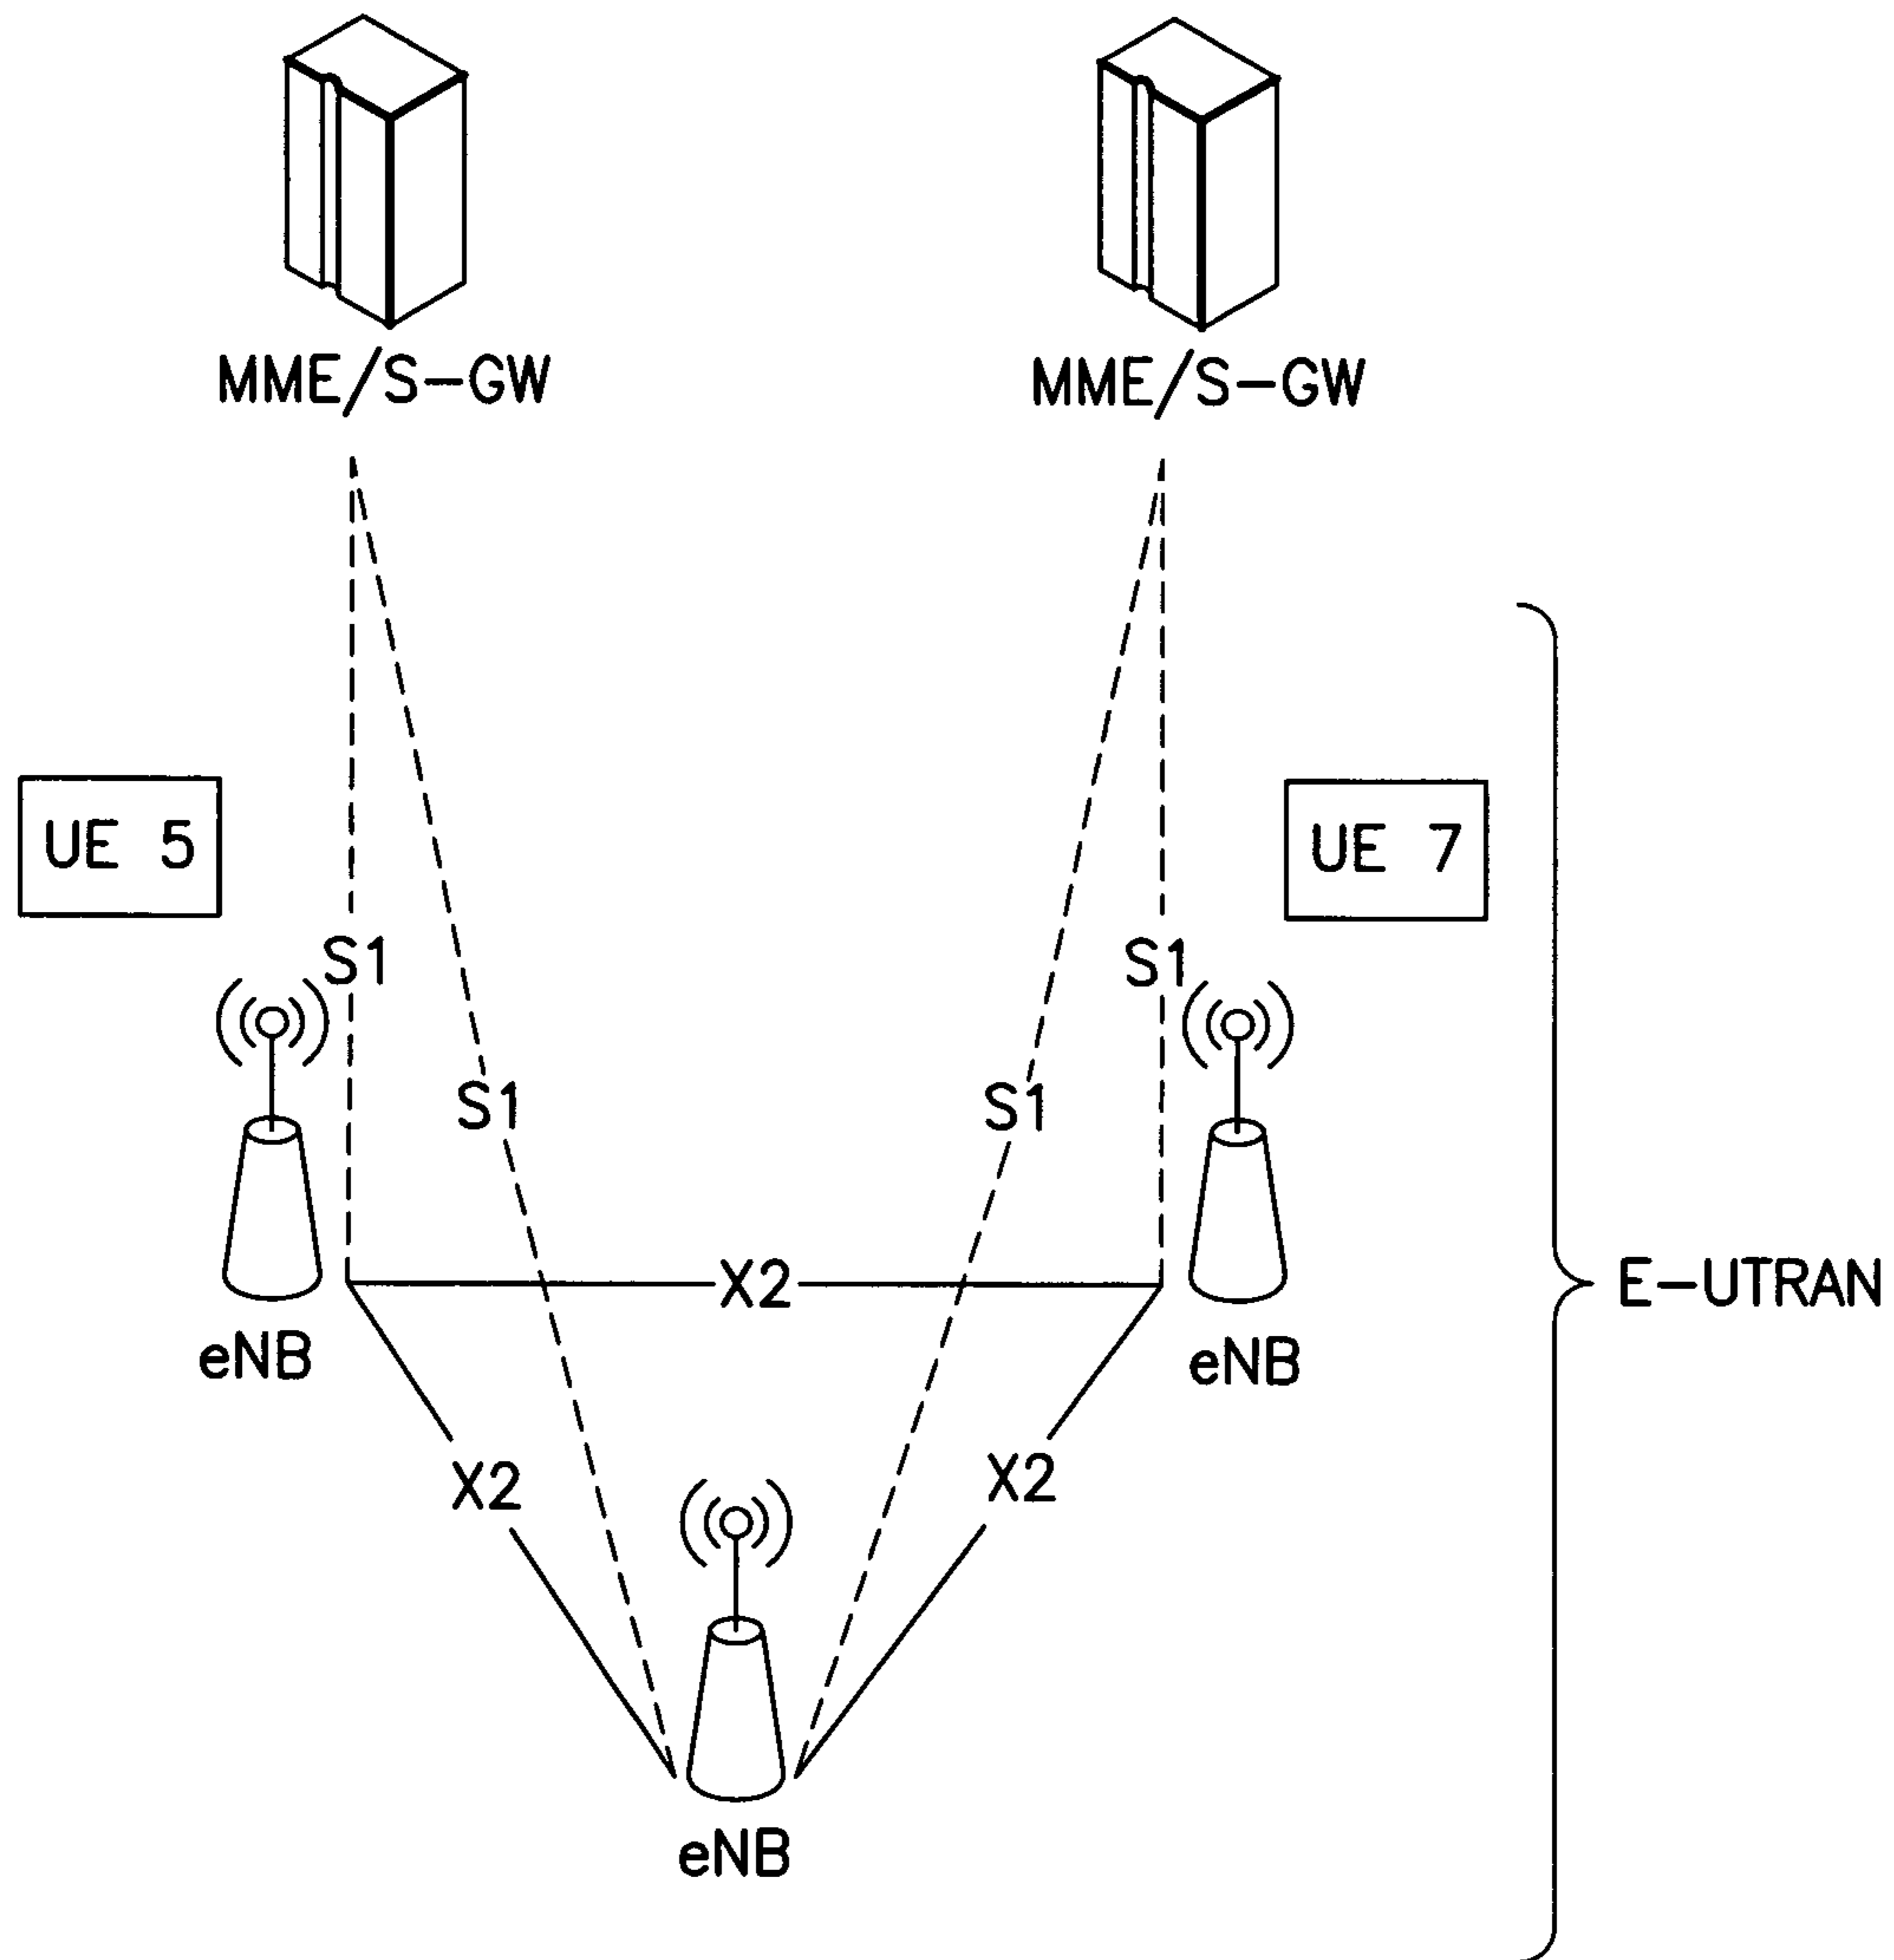 MME/S-GW
MME/S-GW
UE 5
UE 7
S1
S1
S1
S1
X2
E-UTRAN
eNB
eNB
X2
X2
eNB